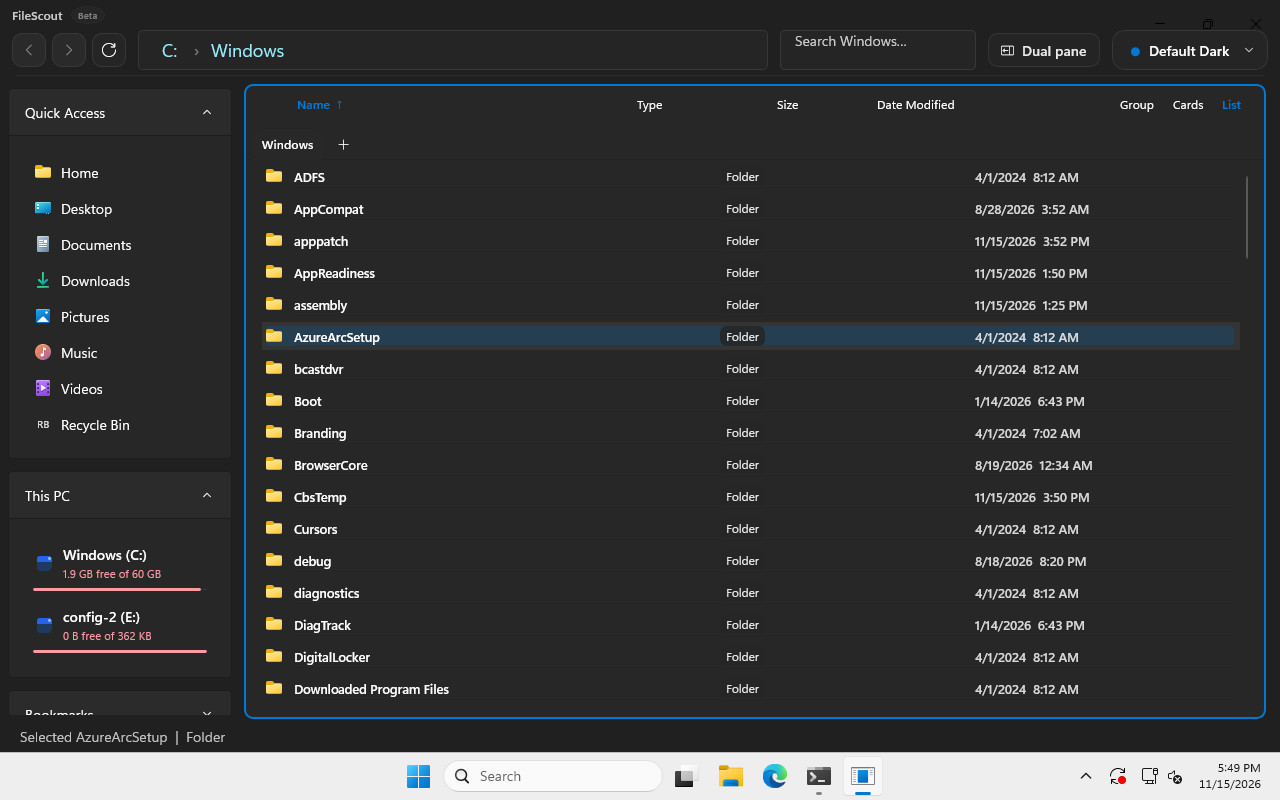 FileScout Beta
C: › Windows
Search Windows...
Dual pane
Default Dark
Quick Access
Home
Desktop
Documents
Downloads
Pictures
Music
Videos
RB Recycle Bin
This PC
Windows (C:)
1.9 GB free of 60 GB
config-2 (E:)
0 B free of 362 KB
Bookmarks
Name ↑ Type Size Date Modified Group Cards List
Windows +
ADFS Folder 4/1/2024 8:12 AM
AppCompat Folder 8/28/2026 3:52 AM
apppatch Folder 11/15/2026 3:52 PM
AppReadiness Folder 11/15/2026 1:50 PM
assembly Folder 11/15/2026 1:25 PM
AzureArcSetup Folder 4/1/2024 8:12 AM
bcastdvr Folder 4/1/2024 8:12 AM
Boot Folder 1/14/2026 6:43 PM
Branding Folder 4/1/2024 7:02 AM
BrowserCore Folder 8/19/2026 12:34 AM
CbsTemp Folder 11/15/2026 3:50 PM
Cursors Folder 4/1/2024 8:12 AM
debug Folder 8/18/2026 8:20 PM
diagnostics Folder 4/1/2024 8:12 AM
DiagTrack Folder 1/14/2026 6:43 PM
DigitalLocker Folder 4/1/2024 8:12 AM
Downloaded Program Files Folder 4/1/2024 8:12 AM
Selected AzureArcSetup | Folder
Search
5:49 PM
11/15/2026